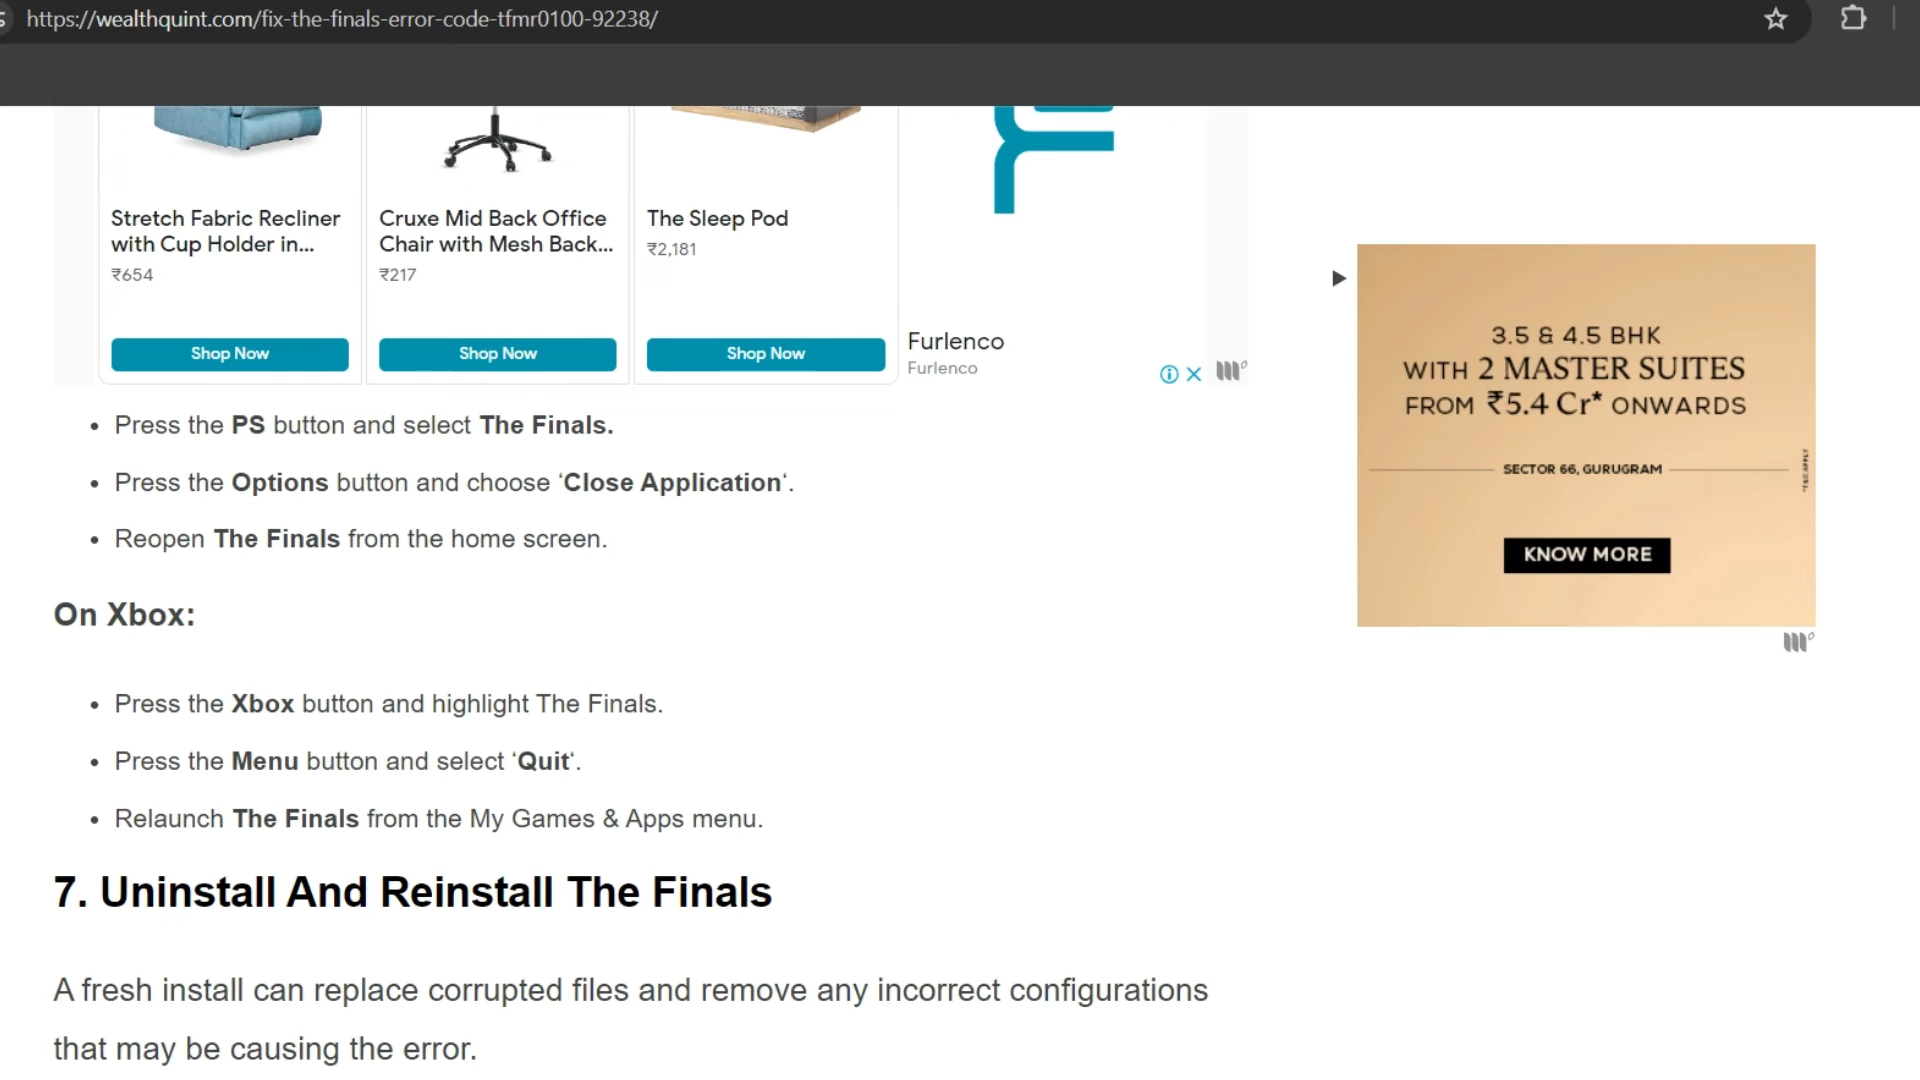 https://wealthquint.com/fix-the-finals-error-code-tfmr0100-92238/
Stretch Fabric Recliner
with Cup Holder in...
₹654
Shop Now
Cruxe Mid Back Office
Chair with Mesh Back...
₹217
Shop Now
The Sleep Pod
₹2,181
Shop Now
Furlenco
Furlenco
3.5 & 4.5 BHK
WITH 2 MASTER SUITES
FROM ₹5.4 Cr* ONWARDS
SECTOR 66, GURUGRAM
KNOW MORE
• Press the PS button and select The Finals.
• Press the Options button and choose ‘Close Application‘.
• Reopen The Finals from the home screen.
On Xbox:
• Press the Xbox button and highlight The Finals.
• Press the Menu button and select ‘Quit‘.
• Relaunch The Finals from the My Games & Apps menu.
7. Uninstall And Reinstall The Finals
A fresh install can replace corrupted files and remove any incorrect configurations
that may be causing the error.